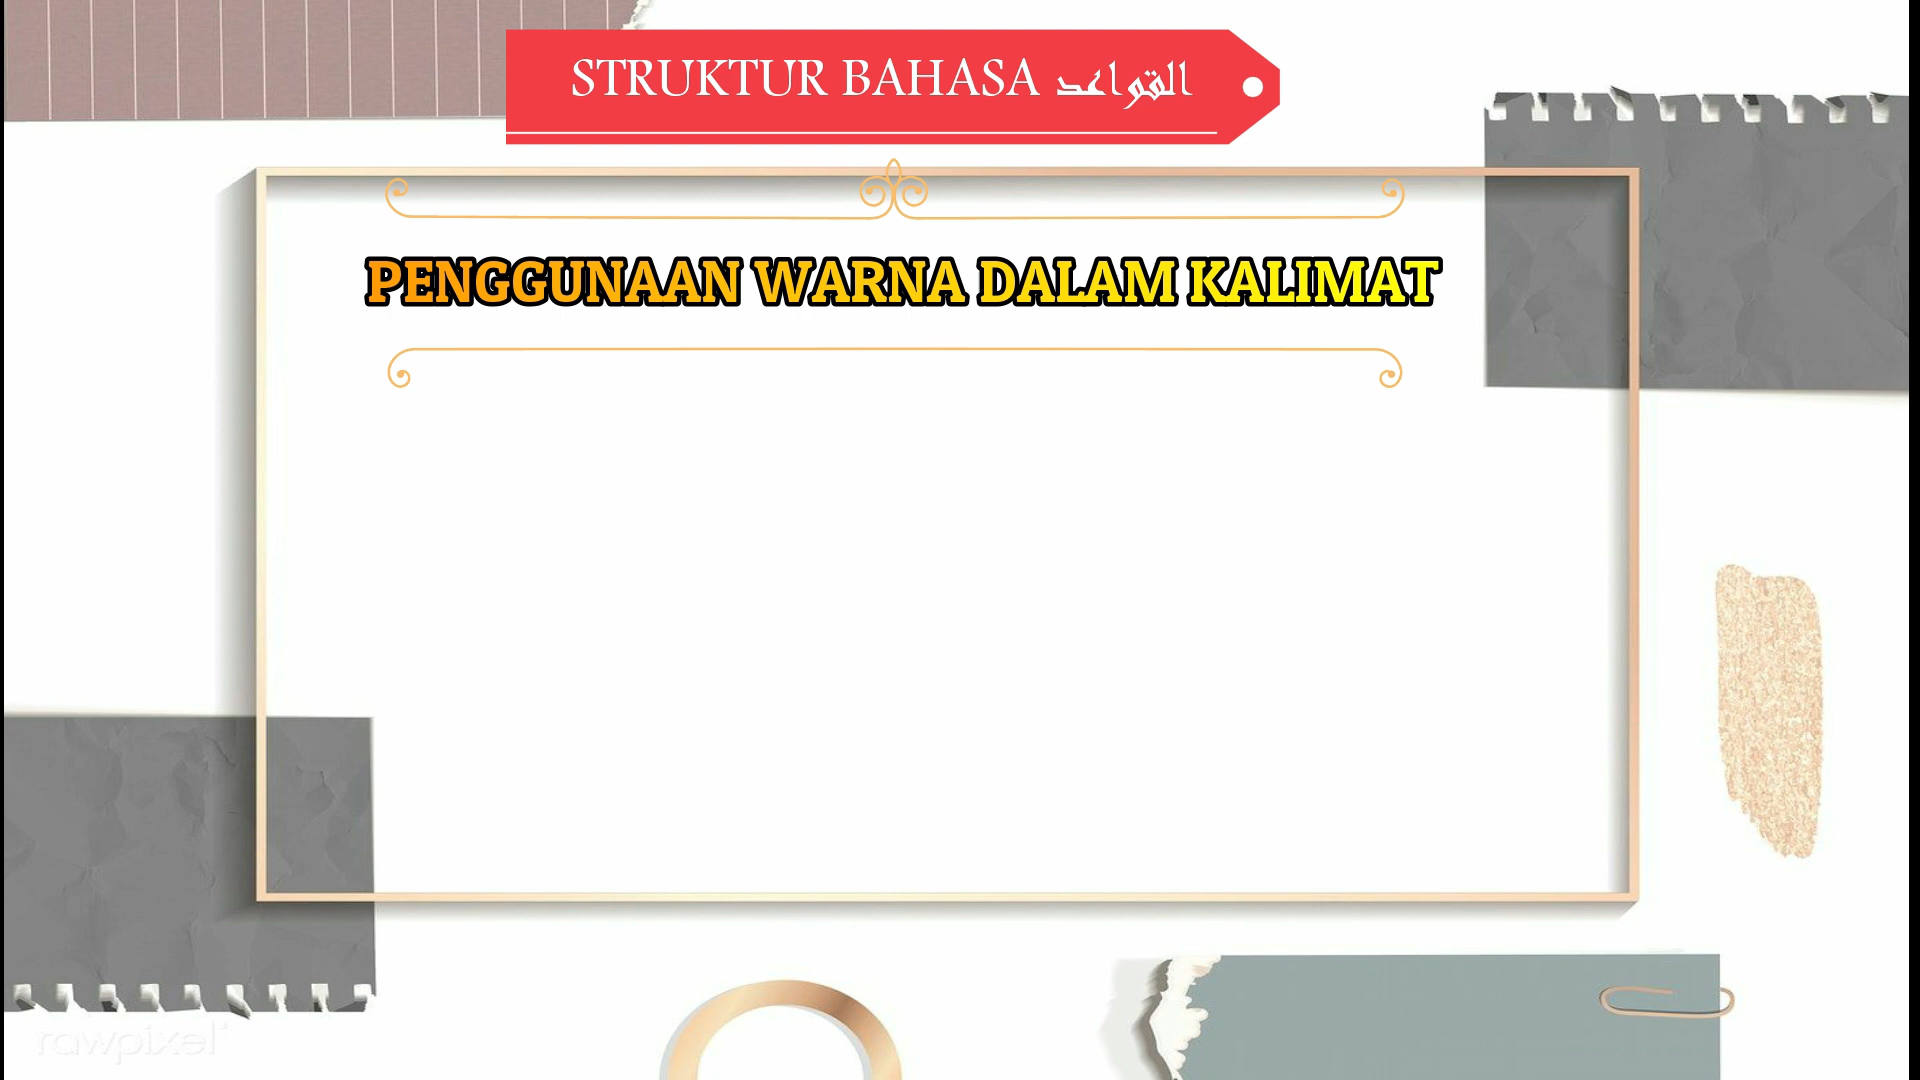 STRUKTUR BAHASA القواعد
PENGGUNAAN WARNA DALAM KALIMAT
rawpixel